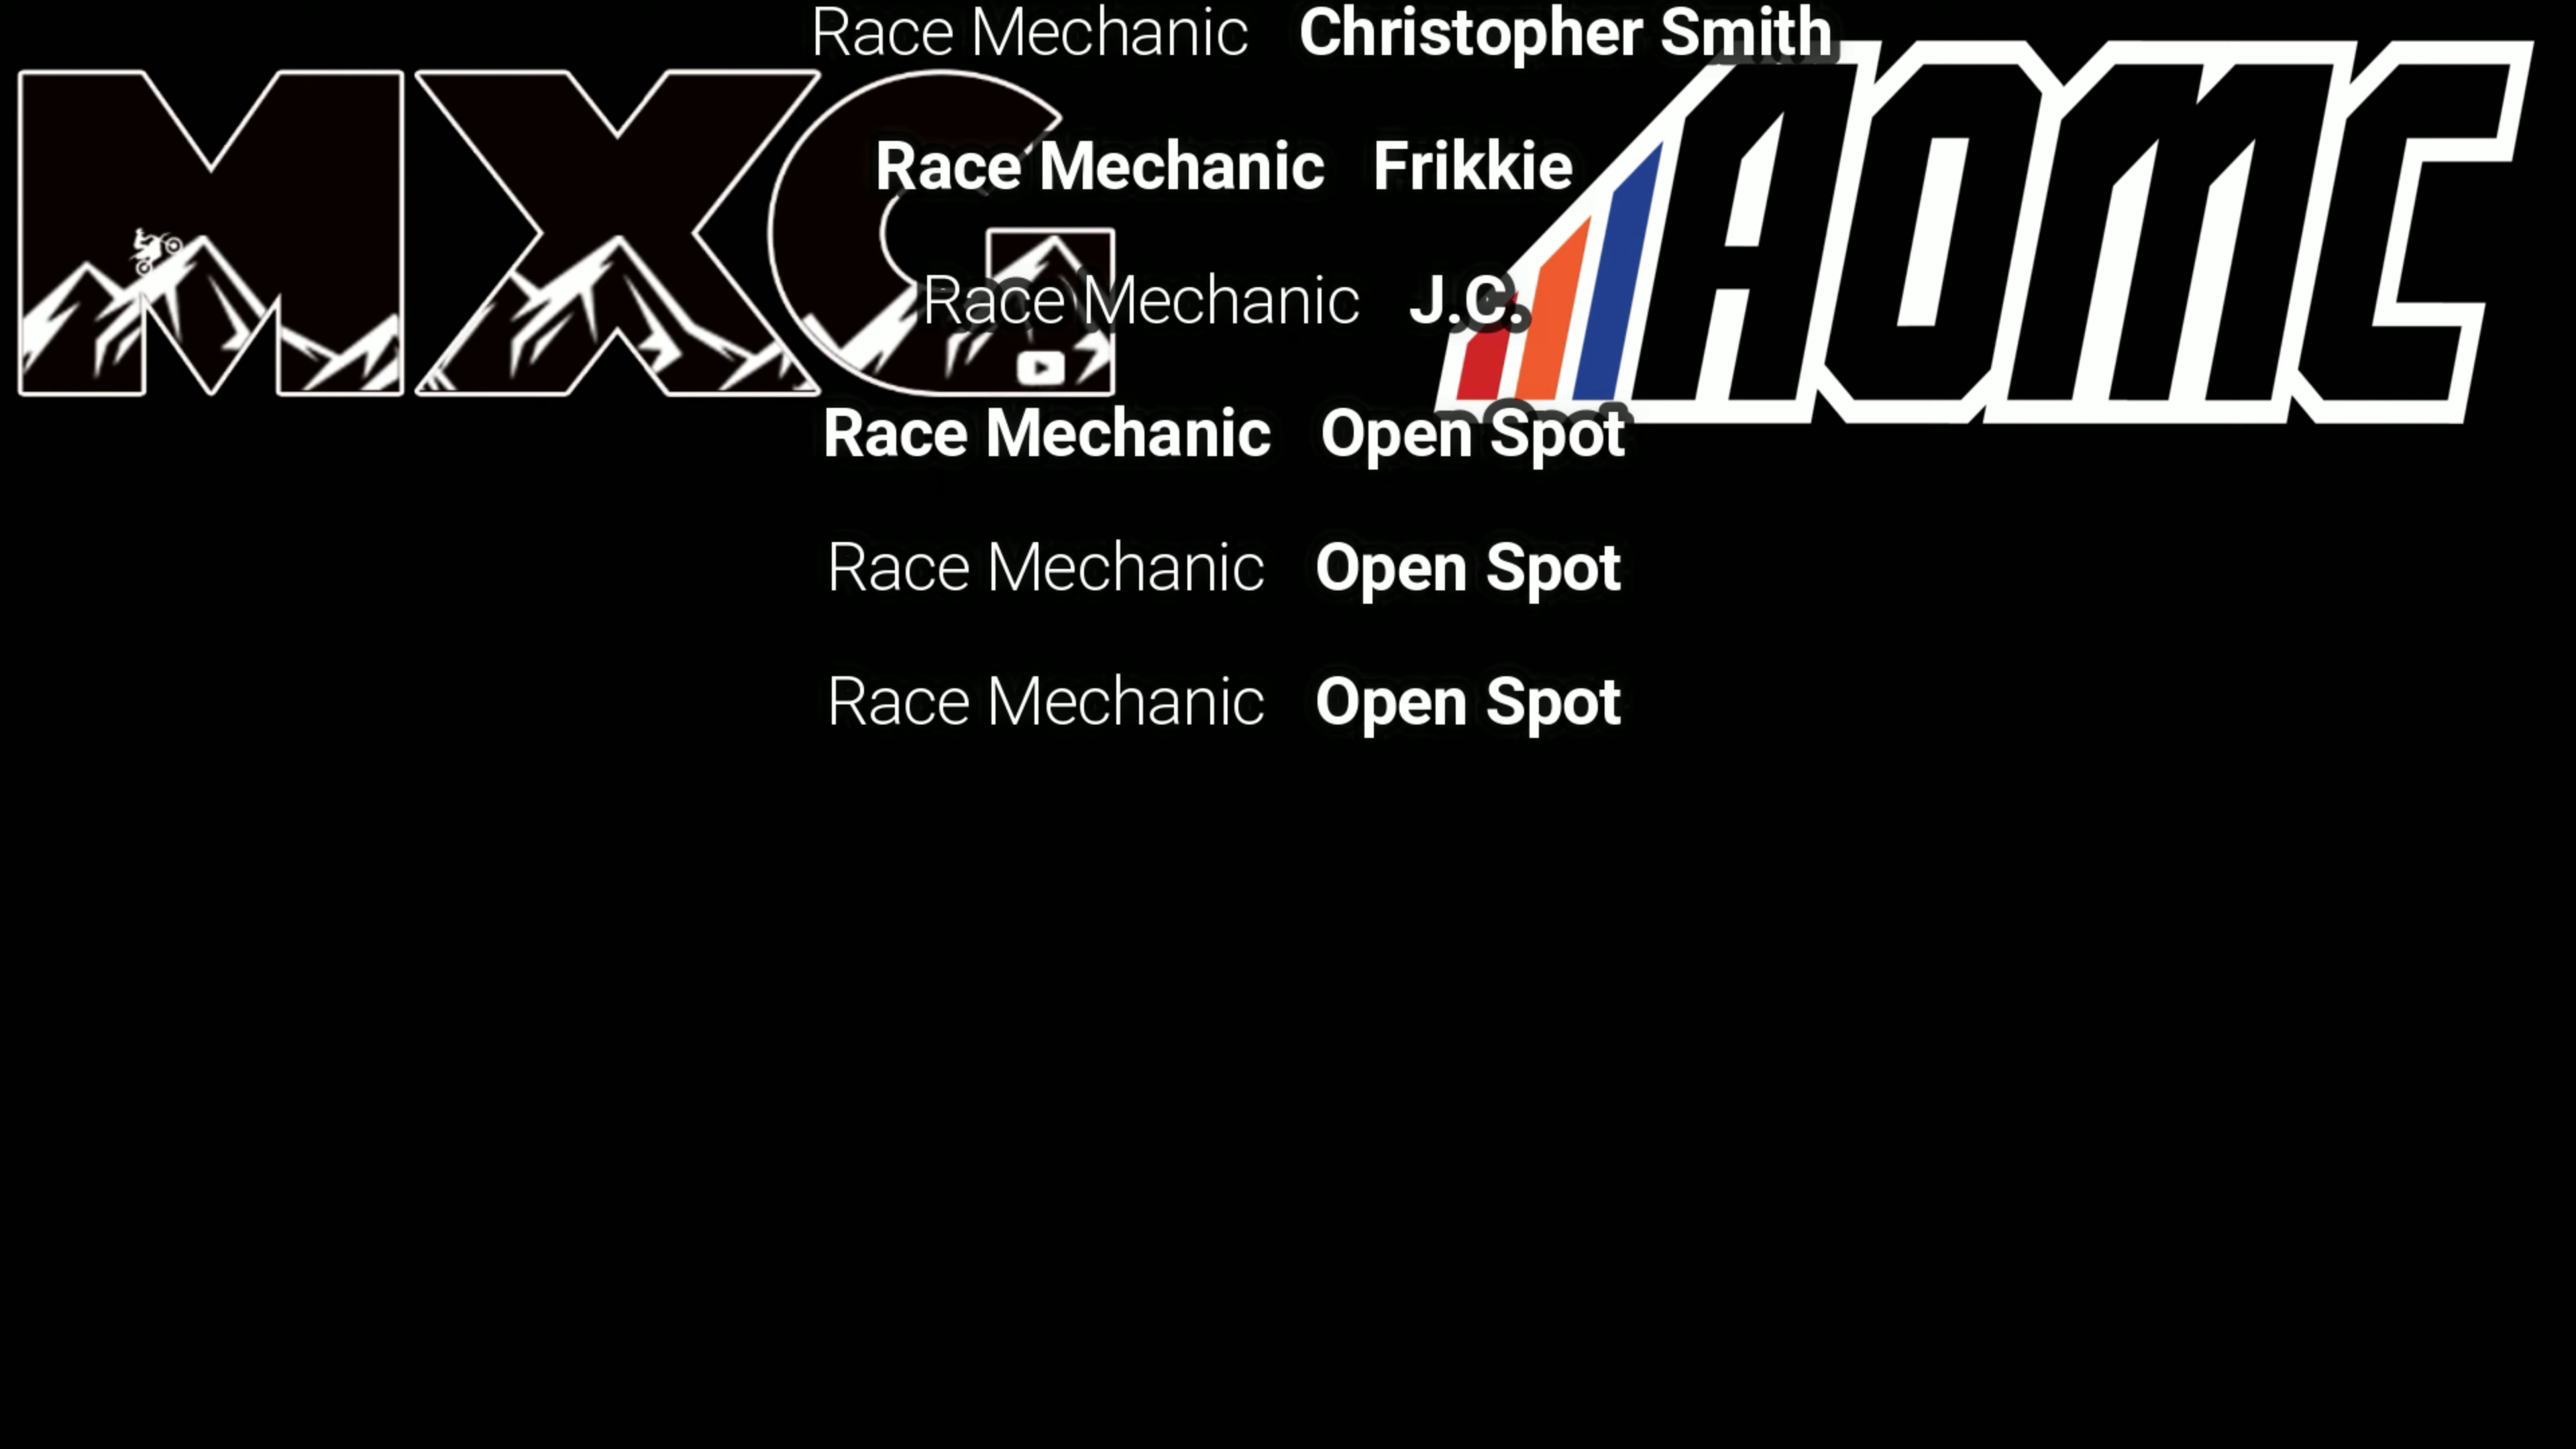 Race Mechanic Christopher Smith
MXC
AOMC
Race Mechanic Frikkie
Race Mechanic J.C.
Race Mechanic Open Spot
Race Mechanic Open Spot
Race Mechanic Open Spot